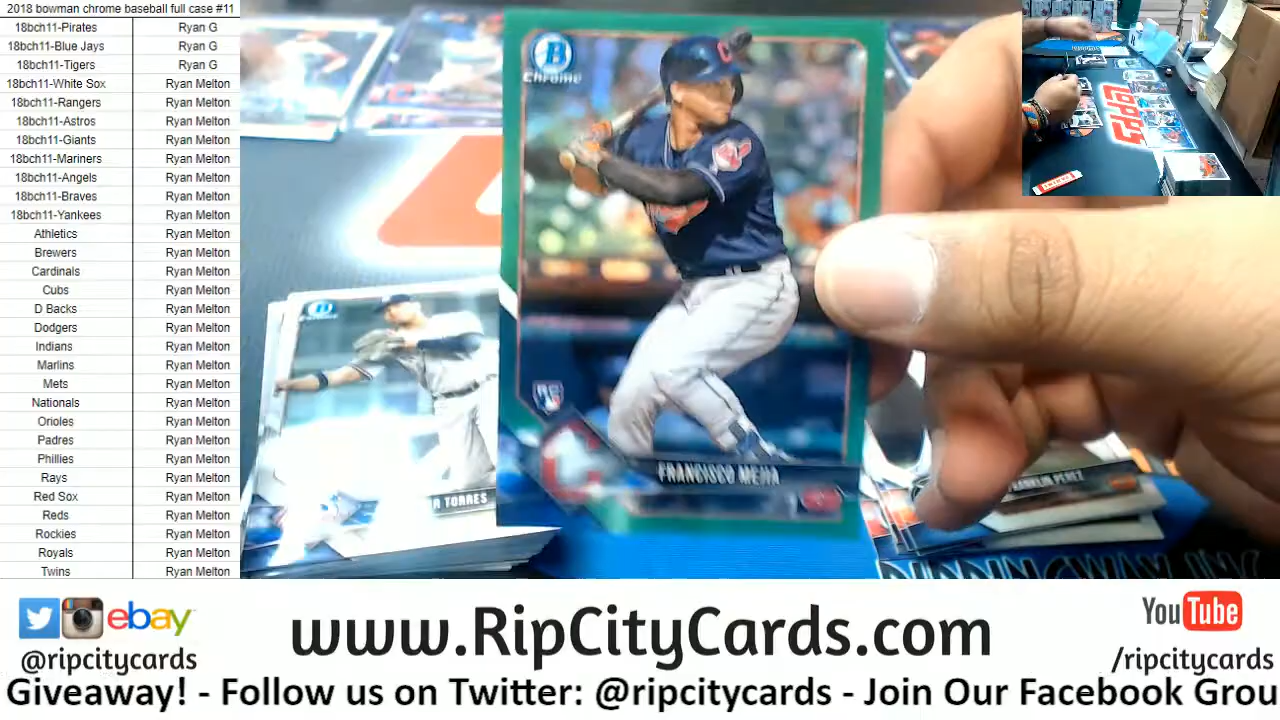 2018 bowman chrome baseball full case #11
18bch11-Pirates Ryan G
18bch11-Blue Jays Ryan G
18bch11-Tigers Ryan G
18bch11-White Sox Ryan Melton
18bch11-Rangers Ryan Melton
18bch11-Astros Ryan Melton
18bch11-Giants Ryan Melton
18bch11-Mariners Ryan Melton
18bch11-Angels Ryan Melton
18bch11-Braves Ryan Melton
18bch11-Yankees Ryan Melton
Athletics Ryan Melton
Brewers Ryan Melton
Cardinals Ryan Melton
Cubs Ryan Melton
D Backs Ryan Melton
Dodgers Ryan Melton
Indians Ryan Melton
Marlins Ryan Melton
Mets Ryan Melton
Nationals Ryan Melton
Orioles Ryan Melton
Padres Ryan Melton
Phillies Ryan Melton
Rays Ryan Melton
Red Sox Ryan Melton
Reds Ryan Melton
Rockies Ryan Melton
Royals Ryan Melton
Twins Ryan Melton
B
Chrome
RC
FRANCISCO MEJIA
TORRES
FRANKLIN PEREZ
TOPPS
PANINI
ebay
@ripcitycards
www.RipCityCards.com
YouTube
/ripcitycards
Giveaway! - Follow us on Twitter: @ripcitycards - Join Our Facebook Grou